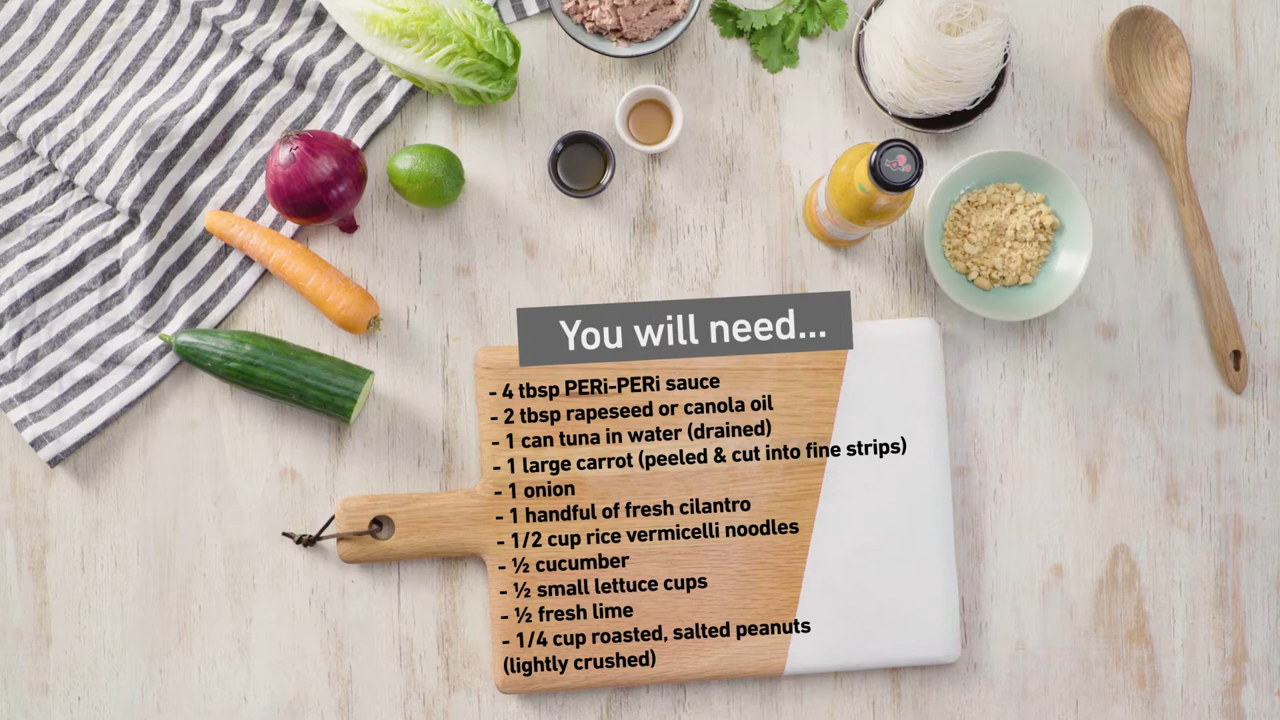 You will need...
- 4 tbsp PERi-PERi sauce
- 2 tbsp rapeseed or canola oil
- 1 can tuna in water (drained)
- 1 large carrot (peeled & cut into fine strips)
- 1 onion
- 1 handful of fresh cilantro
- 1/2 cup rice vermicelli noodles
- ½ cucumber
- ½ small lettuce cups
- ½ fresh lime
- 1/4 cup roasted, salted peanuts
(lightly crushed)